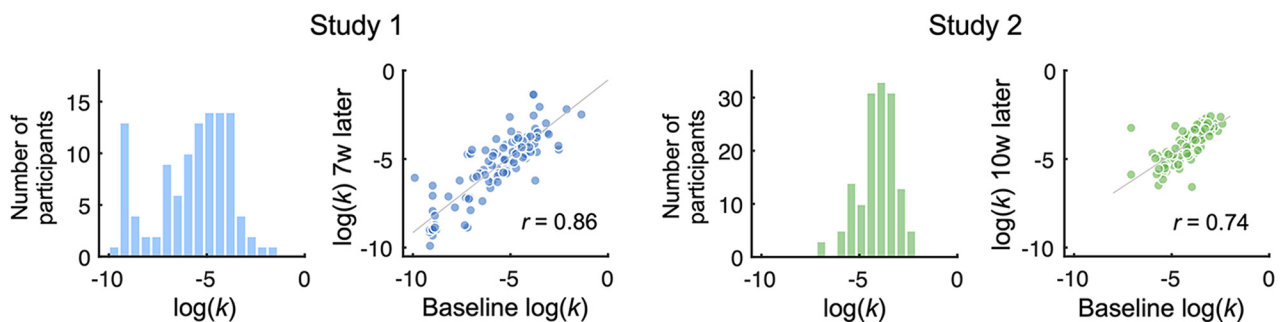 Study 1
Study 2
Number of
participants
15
10
5
0
-10
-5
0
log(k)
log(k) 7w later
0
-5
-10
r = 0.86
-10
-5
0
Baseline log(k)
Number of
participants
30
20
10
0
-10
-5
0
log(k)
log(k) 10w later
0
-5
-10
r = 0.74
-10
-5
0
Baseline log(k)